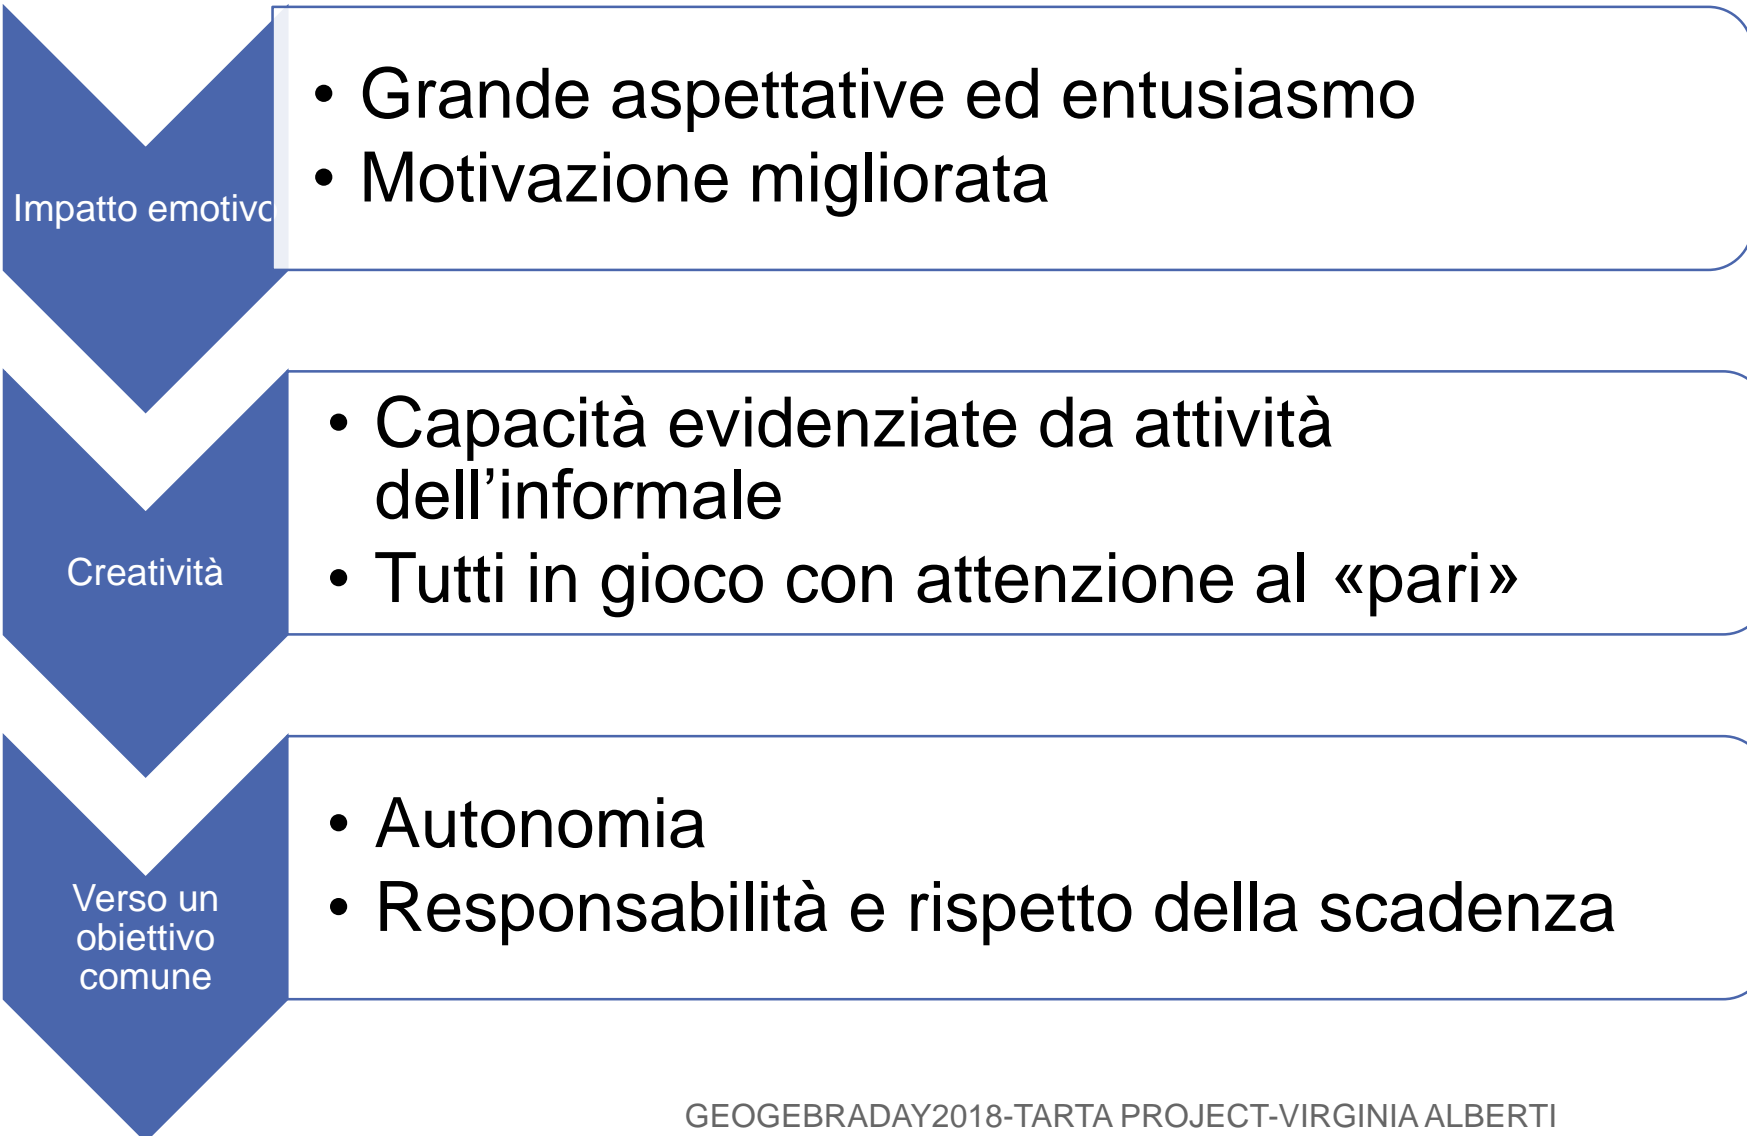 Impatto emotivo
• Grande aspettative ed entusiasmo
• Motivazione migliorata
Creatività
• Capacità evidenziate da attività
dell’informale
• Tutti in gioco con attenzione al «pari»
Verso un
obiettivo
comune
• Autonomia
• Responsabilità e rispetto della scadenza
GEOGEBRADAY2018-TARTA PROJECT-VIRGINIA ALBERTI